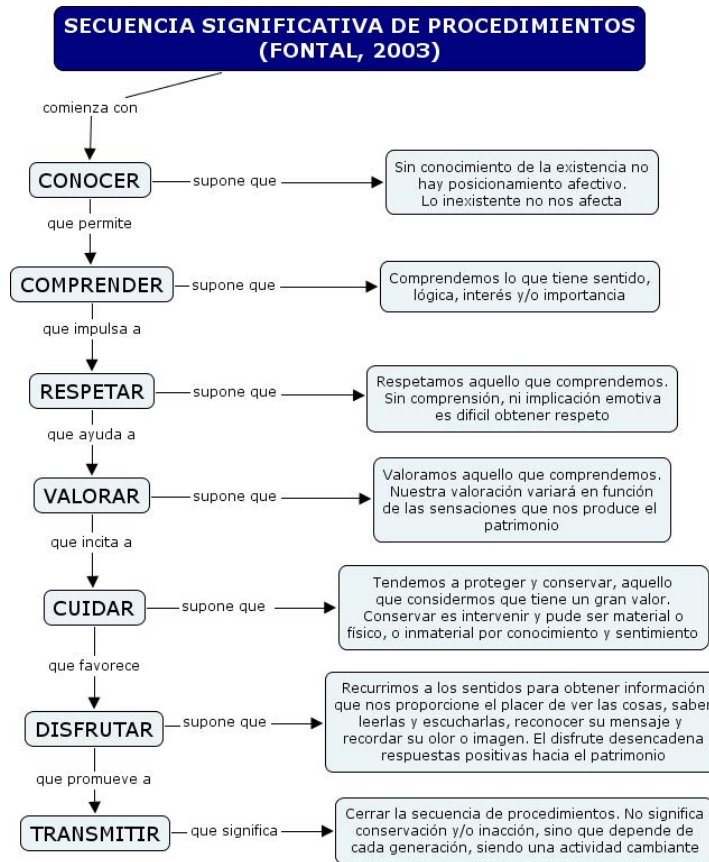 SECUENCIA SIGNIFICATIVA DE PROCEDIMIENTOS
(FONTAL, 2003)
comienza con
CONOCER
supone que
Sin conocimiento de la existencia no
hay posicionamiento afectivo.
Lo inexistente no nos afecta
que permite
COMPRENDER
supone que
Comprendemos lo que tiene sentido,
lógica, interés y/o importancia
que impulsa a
RESPETAR
supone que
Respetamos aquello que comprendemos.
Sin comprensión, ni implicación emotiva
es dificil obtener respeto
que ayuda a
VALORAR
supone que
Valoramos aquello que comprendemos.
Nuestra valoración variará en función
de las sensaciones que nos produce el
patrimonio
que incita a
CUIDAR
supone que
Tendemos a proteger y conservar, aquello
que considermos que tiene un gran valor.
Conservar es intervenir y pude ser material o
físico, o inmaterial por conocimiento y sentimiento
que favorece
DISFRUTAR
supone que
Recurrimos a los sentidos para obtener información
que nos proporcione el placer de ver las cosas, saber
leerlas y escucharlas, reconocer su mensaje y
recordar su olor o imagen. El disfrute desencadena
respuestas positivas hacia el patrimonio
que promueve a
TRANSMITIR
que significa
Cerrar la secuencia de procedimientos. No significa
conservación y/o inacción, sino que depende de
cada generación, siendo una actividad cambiante